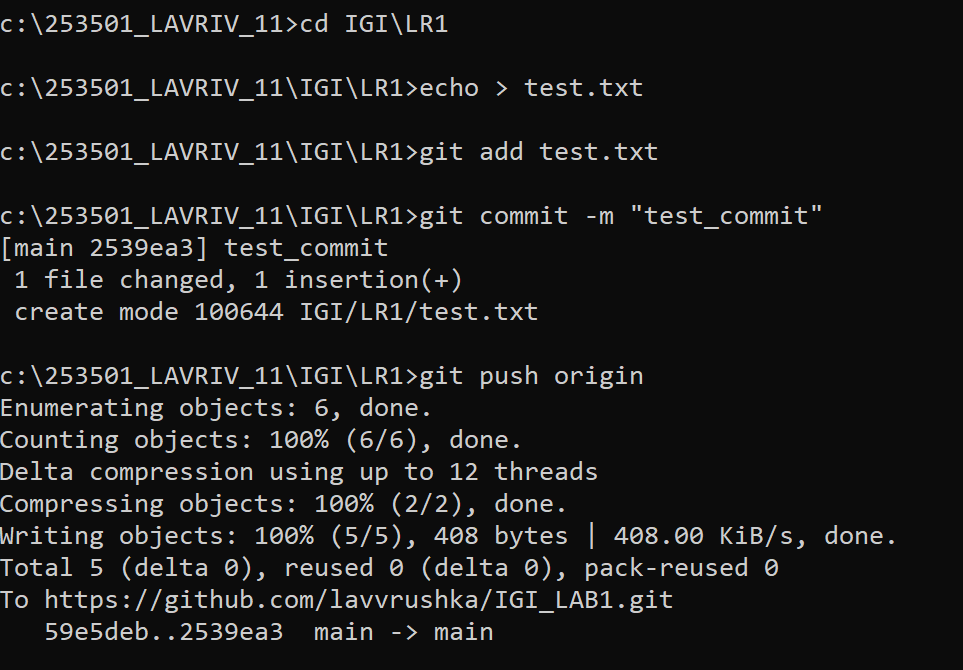 c:\253501_LAVRIV_11>cd IGI\LR1
c:\253501_LAVRIV_11\IGI\LR1>echo > test.txt
c:\253501_LAVRIV_11\IGI\LR1>git add test.txt
c:\253501_LAVRIV_11\IGI\LR1>git commit -m "test_commit"
[main 2539ea3] test_commit
 1 file changed, 1 insertion(+)
 create mode 100644 IGI/LR1/test.txt
c:\253501_LAVRIV_11\IGI\LR1>git push origin
Enumerating objects: 6, done.
Counting objects: 100% (6/6), done.
Delta compression using up to 12 threads
Compressing objects: 100% (2/2), done.
Writing objects: 100% (5/5), 408 bytes | 408.00 KiB/s, done.
Total 5 (delta 0), reused 0 (delta 0), pack-reused 0
To https://github.com/lavvrushka/IGI_LAB1.git
   59e5deb..2539ea3  main -> main